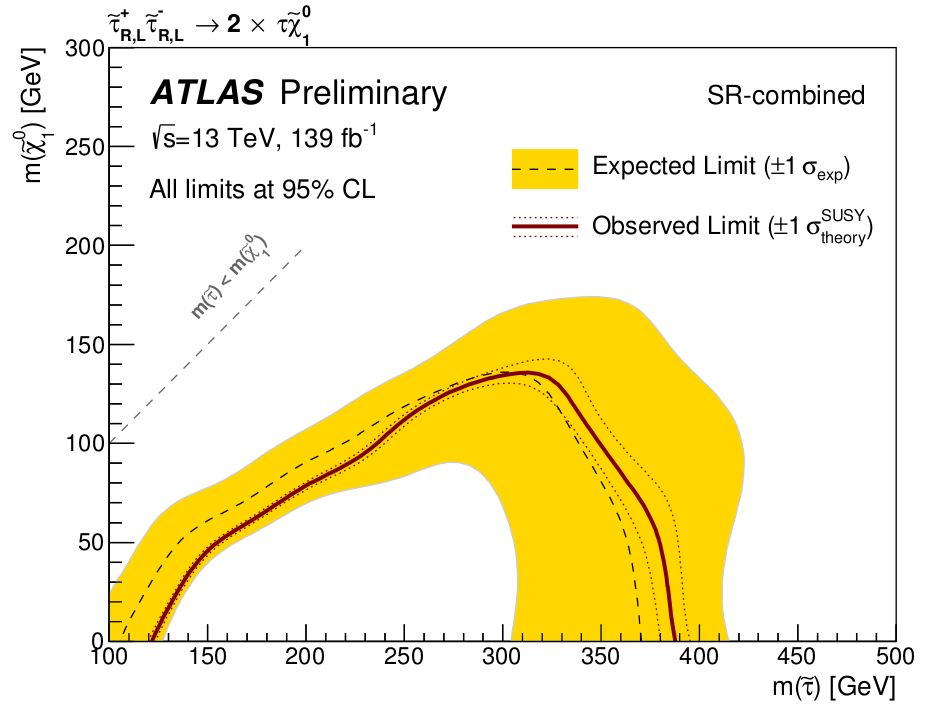 τ̃⁺R,L τ̃⁻R,L → 2 × τχ̃⁰₁
m(χ̃⁰₁) [GeV]
300
250
200
150
100
50
0
ATLAS Preliminary
SR-combined
√s=13 TeV, 139 fb⁻¹
All limits at 95% CL
Expected Limit (±1 σexp)
Observed Limit (±1 σSUSY theory)
m(τ̃) < m(χ̃⁰₁)
100 150 200 250 300 350 400 450 500
m(τ̃) [GeV]